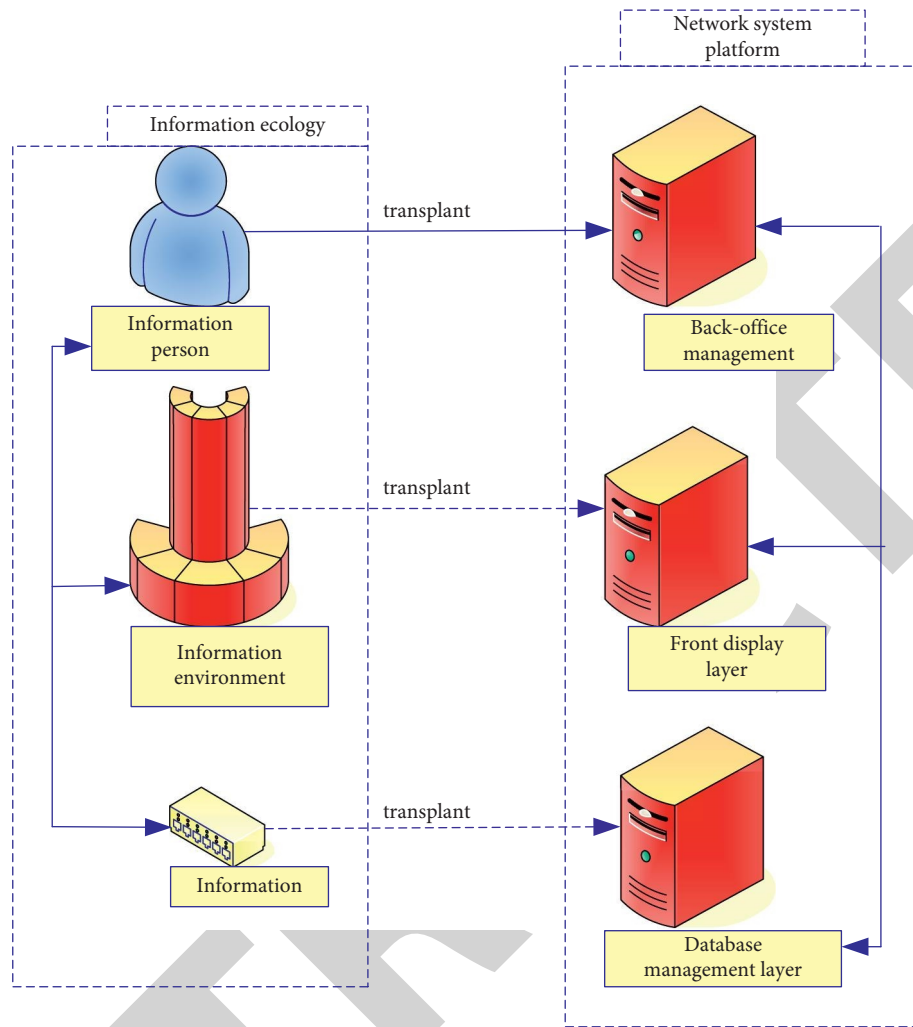 Network system
platform
Information ecology
transplant
Information
person
Back-office
management
transplant
Information
environment
Front display
layer
transplant
Information
Database
management layer